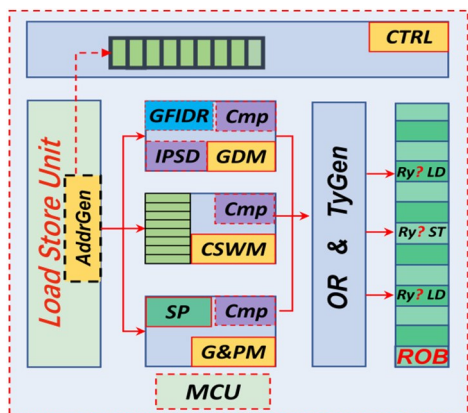 CTRL
Load Store Unit
AddrGen
GFIDR
Cmp
IPSD
GDM
Cmp
CSWM
SP
Cmp
G&PM
MCU
OR & TyGen
Ry? LD
Ry? ST
Ry? LD
ROB